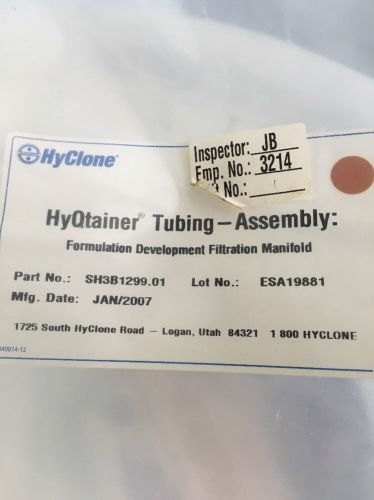 HyClone®
Inspector: JB
Emp. No.: 3214
No.:
HyQtainer® Tubing – Assembly:
Formulation Development Filtration Manifold
Part No.: SH3B1299.01 Lot No.: ESA19881
Mfg. Date: JAN/2007
1725 South HyClone Road – Logan, Utah 84321 1 800 HYCLONE